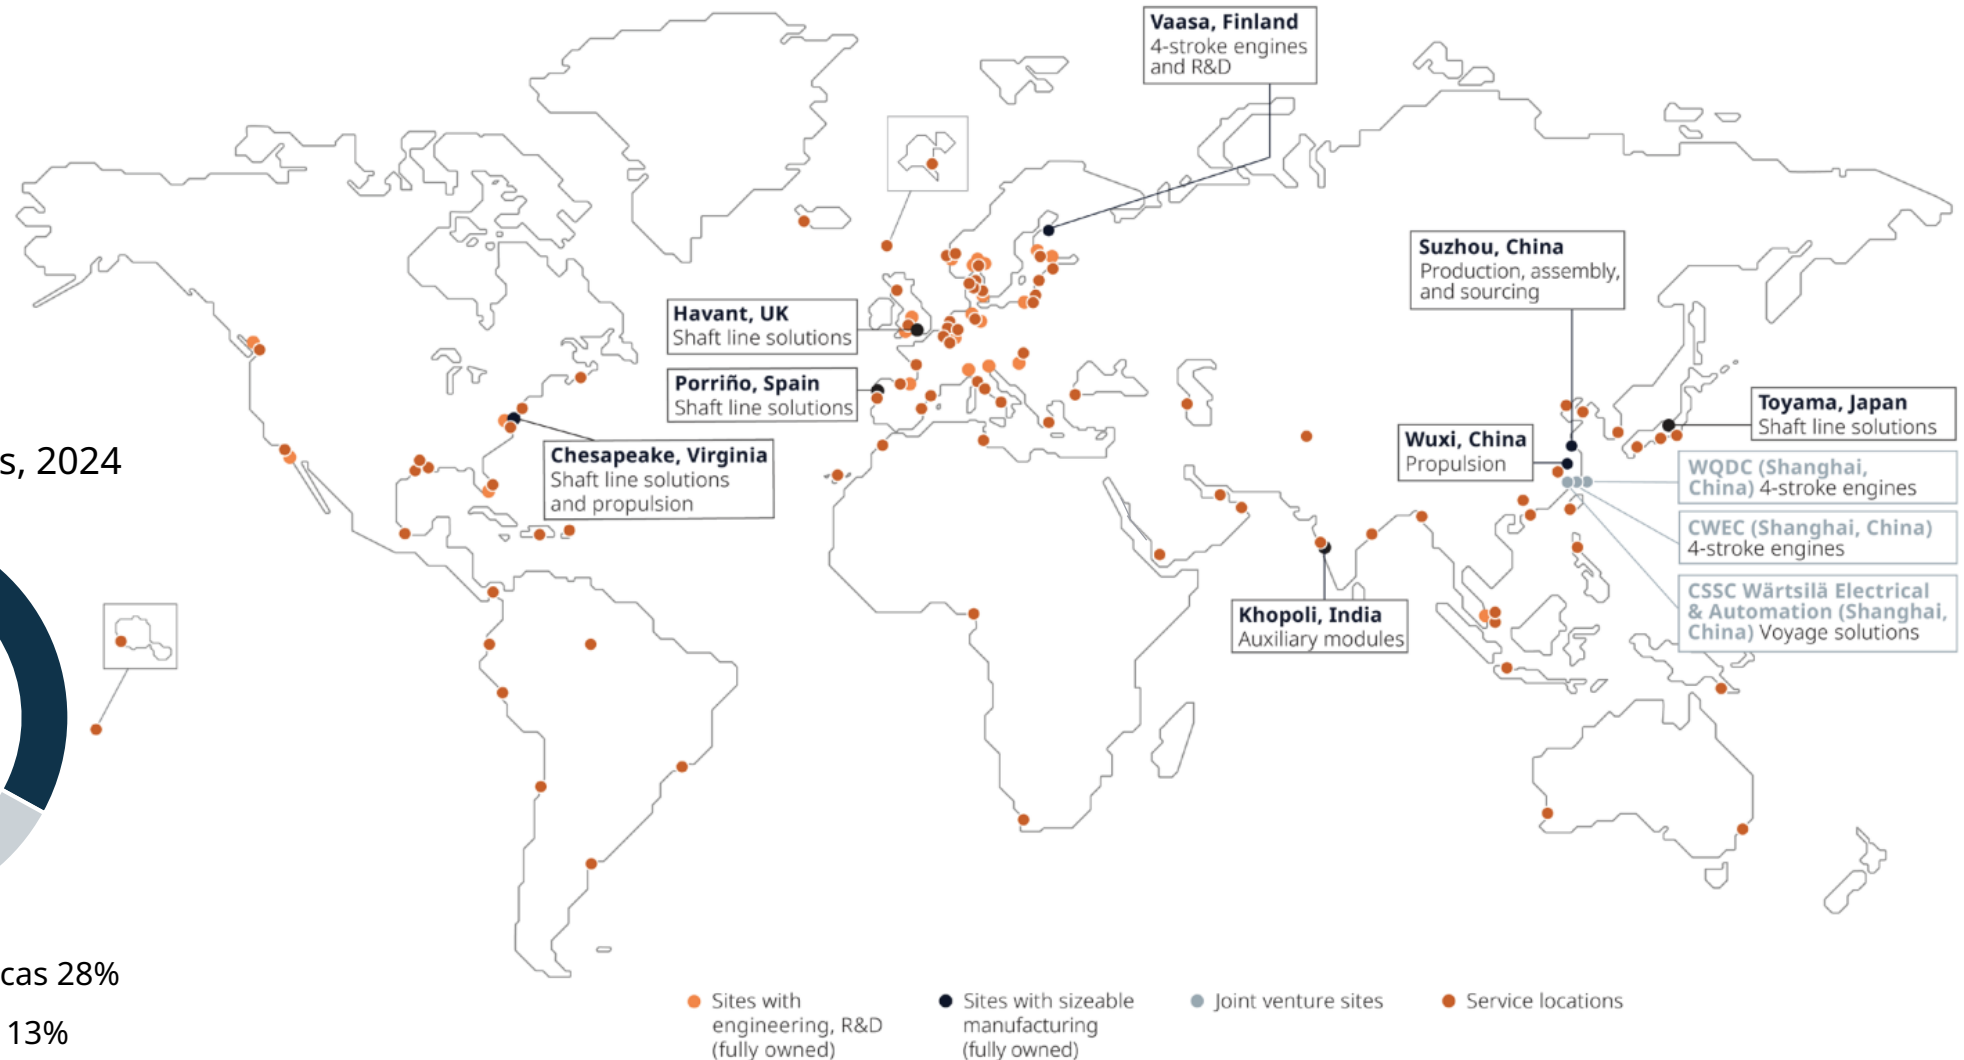 Vaasa, Finland
4-stroke engines
and R&D
Suzhou, China
Production, assembly,
and sourcing
Havant, UK
Shaft line solutions
Porriño, Spain
Shaft line solutions
Toyama, Japan
Shaft line solutions
Wuxi, China
Propulsion
s, 2024
Chesapeake, Virginia
Shaft line solutions
and propulsion
WQDC (Shanghai,
China) 4-stroke engines
CWEC (Shanghai, China)
4-stroke engines
CSSC Wärtsilä Electrical
& Automation (Shanghai,
China) Voyage solutions
Khopoli, India
Auxiliary modules
cas 28%
13%
Sites with
engineering, R&D
(fully owned)
Sites with sizeable
manufacturing
(fully owned)
Joint venture sites
Service locations